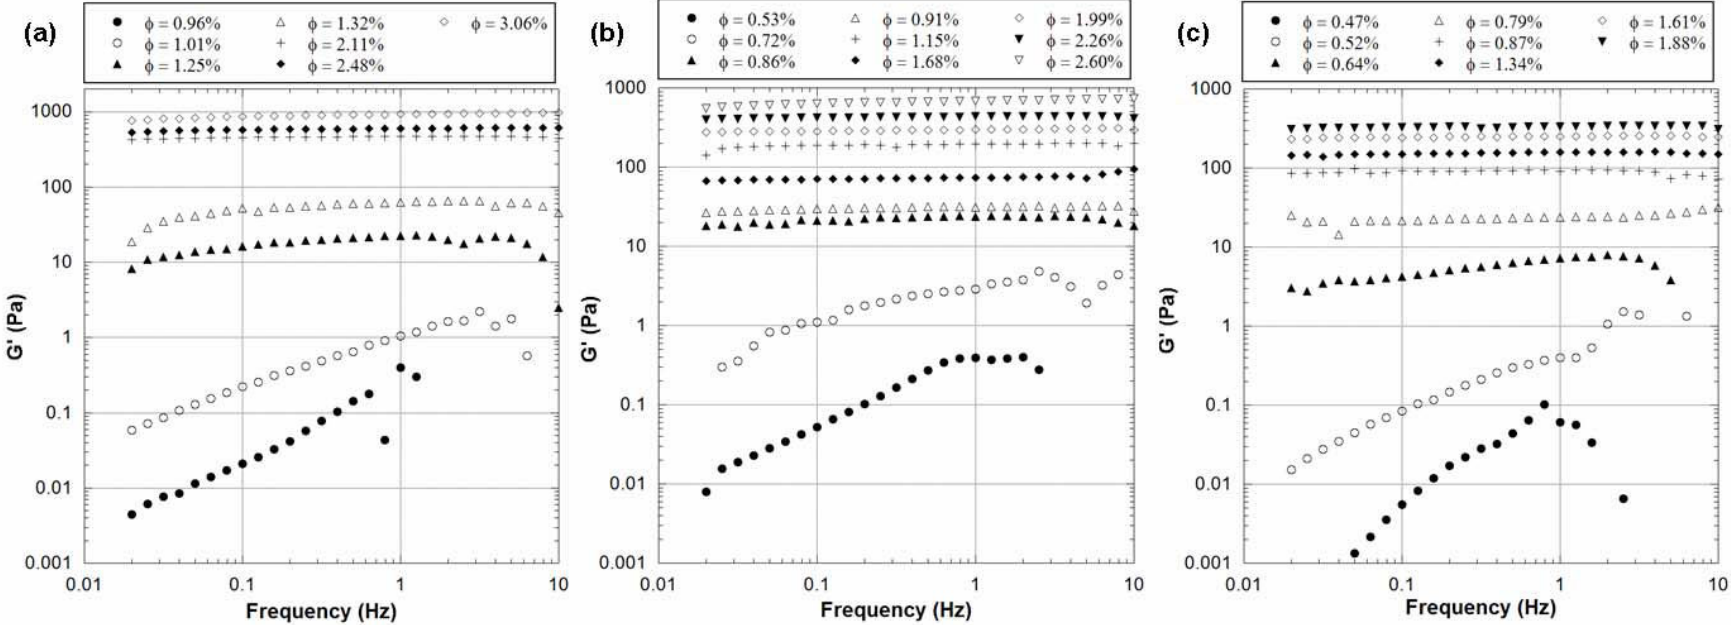 (a)
ϕ = 0.96% ϕ = 1.32% ϕ = 3.06%
ϕ = 1.01% ϕ = 2.11%
ϕ = 1.25% ϕ = 2.48%
G' (Pa)
1000
100
10
1
0.1
0.01
0.001
0.01 0.1 1 10
Frequency (Hz)
(b)
ϕ = 0.53% ϕ = 0.91% ϕ = 1.99%
ϕ = 0.72% ϕ = 1.15% ϕ = 2.26%
ϕ = 0.86% ϕ = 1.68% ϕ = 2.60%
G' (Pa)
1000
100
10
1
0.1
0.01
0.001
0.01 0.1 1 10
Frequency (Hz)
(c)
ϕ = 0.47% ϕ = 0.79% ϕ = 1.61%
ϕ = 0.52% ϕ = 0.87% ϕ = 1.88%
ϕ = 0.64% ϕ = 1.34%
G' (Pa)
1000
100
10
1
0.1
0.01
0.001
0.01 0.1 1 10
Frequency (Hz)